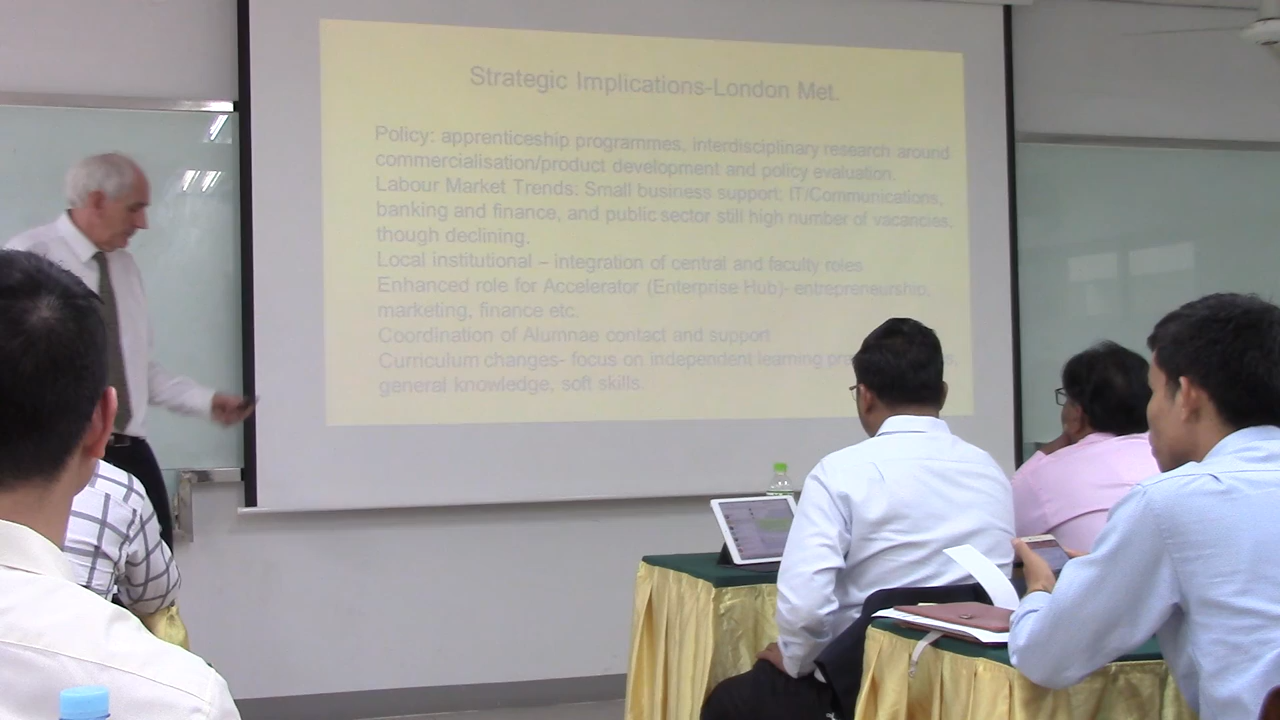 Strategic Implications-London Met.
Policy: apprenticeship programmes, interdisciplinary research around
commercialisation/product development and policy evaluation.
Labour Market Trends: Small business support; IT/Communications,
banking and finance, and public sector still high number of vacancies,
though declining.
Local institutional – integration of central and faculty roles
Enhanced role for Accelerator (Enterprise Hub)- entrepreneurship,
marketing, finance etc.
Coordination of Alumnae contact and support
Curriculum changes- focus on independent learning
general knowledge, soft skills.